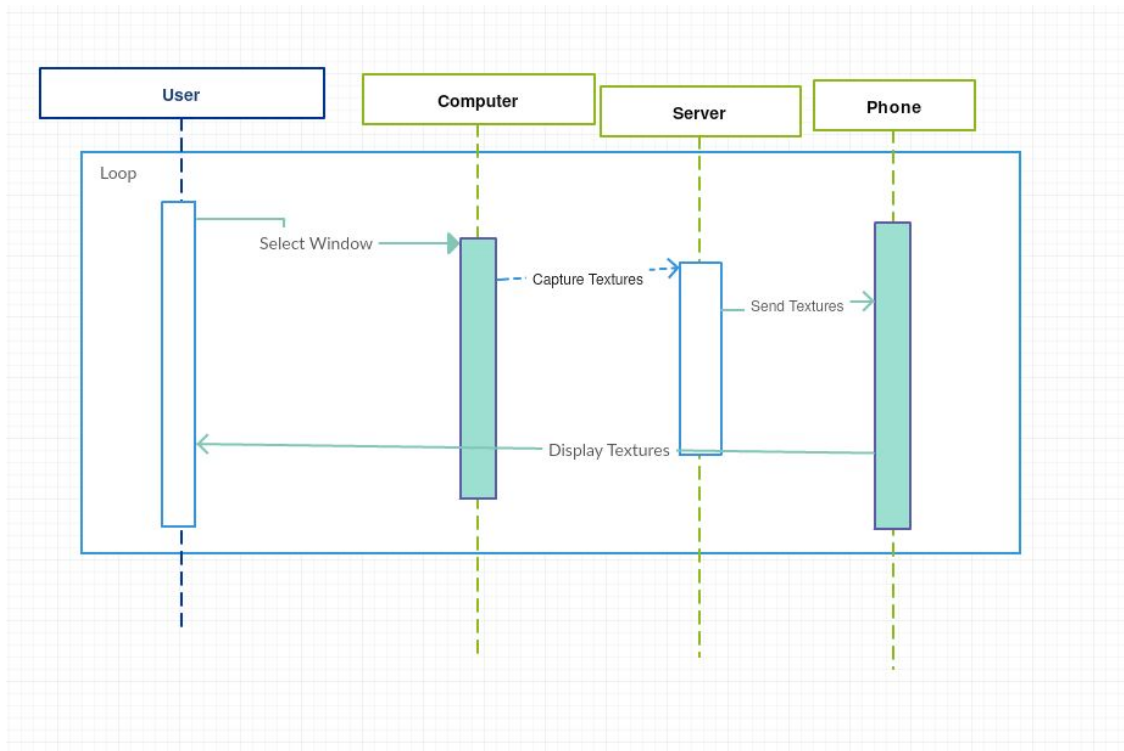 User
Computer
Server
Phone
Loop
Select Window
Capture Textures
Send Textures
Display Textures